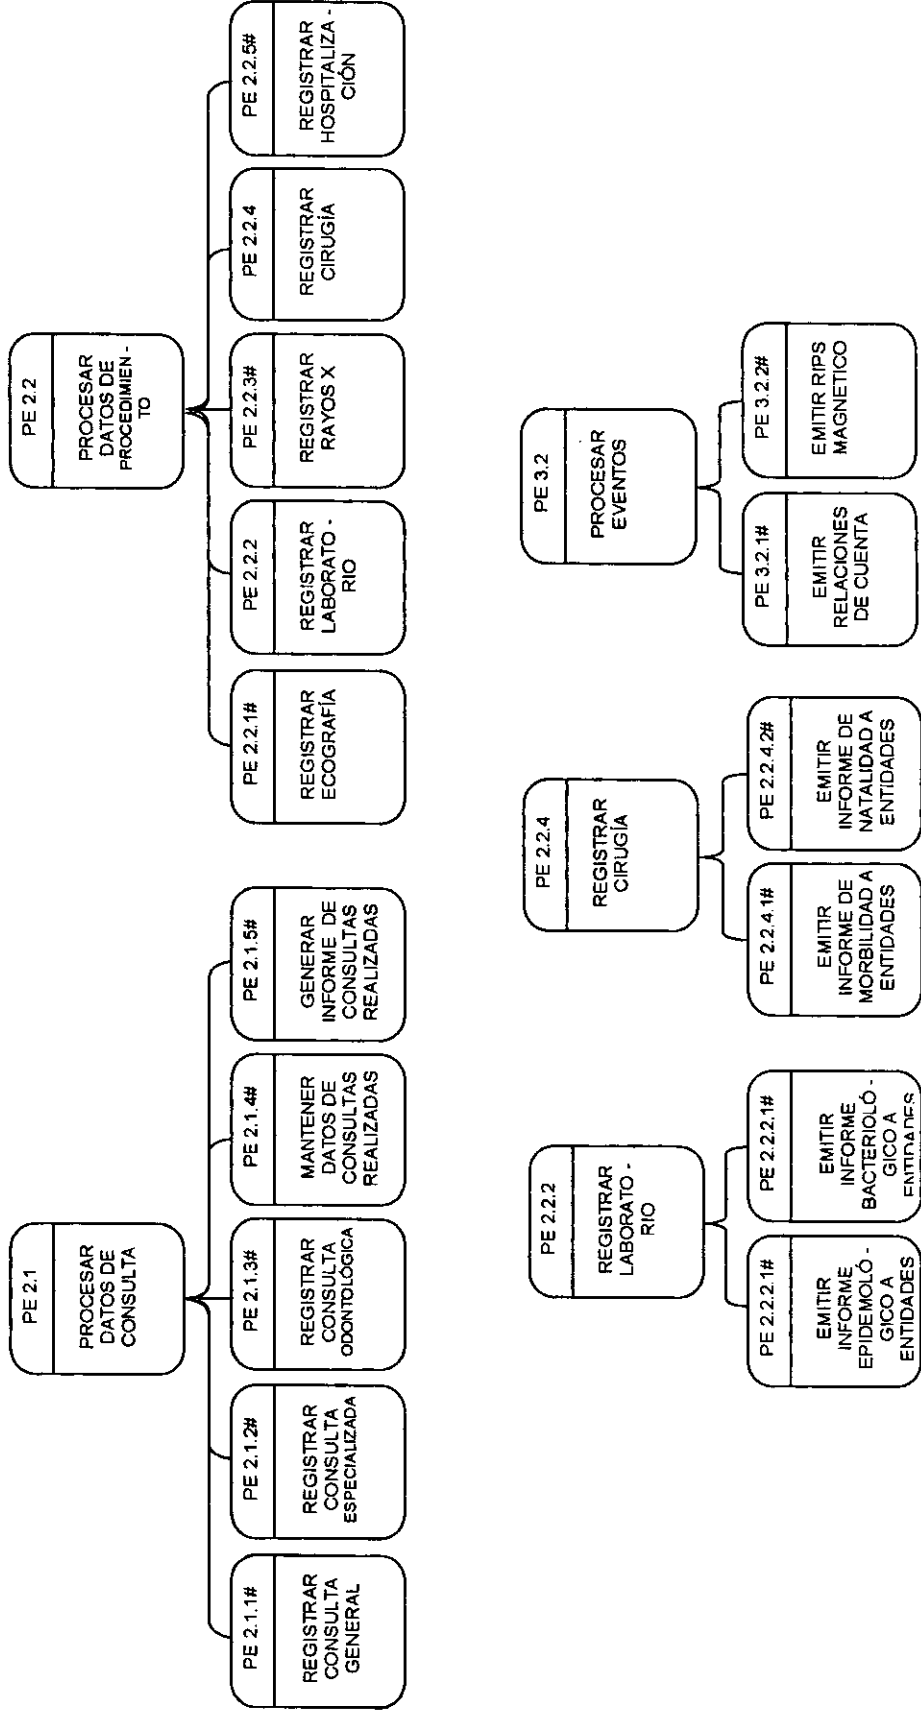 PE 2.1
PROCESAR
DATOS DE
CONSULTA
PE 2.1.1#
REGISTRAR
CONSULTA
GENERAL
PE 2.1.2#
REGISTRAR
CONSULTA
ESPECIALIZADA
PE 2.1.3#
REGISTRAR
CONSULTA
ODONTOLÓGICA
PE 2.1.4#
MANTENER
DATOS DE
CONSULTAS
REALIZADAS
PE 2.1.5#
GENERAR
INFORME DE
CONSULTAS
REALIZADAS
PE 2.2
PROCESAR
DATOS DE
PROCEDIMIEN -
TO
PE 2.2.1#
REGISTRAR
ECOGRAFÍA
PE 2.2.2
REGISTRAR
LABORATO -
RIO
PE 2.2.3#
REGISTRAR
RAYOS X
PE 2.2.4
REGISTRAR
CIRUGÍA
PE 2.2.5#
REGISTRAR
HOSPITALIZA -
CIÓN
PE 2.2.2
REGISTRAR
LABORATO -
RIO
PE 2.2.2.1#
EMITIR
INFORME
EPIDEMOLÓ -
GICO A
ENTIDADES
PE 2.2.2.1#
EMITIR
INFORME
BACTERIOLÓ -
GICO A
ENTIDADES
PE 2.2.4
REGISTRAR
CIRUGÍA
PE 2.2.4.1#
EMITIR
INFORME DE
MORBILIDAD A
ENTIDADES
PE 2.2.4.2#
EMITIR
INFORME DE
NATALIDAD A
ENTIDADES
PE 3.2
PROCESAR
EVENTOS
PE 3.2.1#
EMITIR
RELACIONES
DE CUENTA
PE 3.2.2#
EMITIR RIPS
MAGNETICO